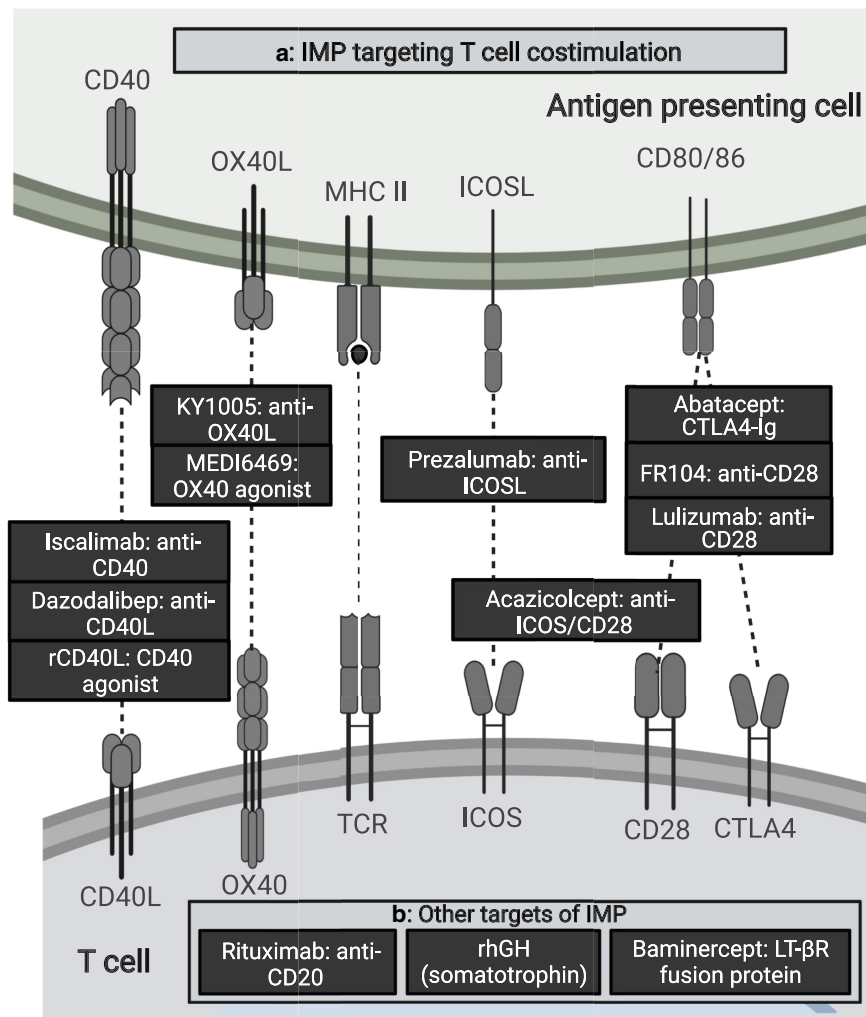 a: IMP targeting T cell costimulation
CD40
Antigen presenting cell
OX40L
MHC II
ICOSL
CD80/86
KY1005: anti-
OX40L
MEDI6469:
OX40 agonist
Prezalumab: anti-
ICOSL
Abatacept:
CTLA4-Ig
FR104: anti-CD28
Lulizumab: anti-
CD28
Iscalimab: anti-
CD40
Dazodalibep: anti-
CD40L
rCD40L: CD40
agonist
Acazicolcept: anti-
ICOS/CD28
TCR
ICOS
CD28
CTLA4
CD40L
OX40
T cell
b: Other targets of IMP
Rituximab: anti-
CD20
rhGH
(somatotrophin)
Baminercept: LT-βR
fusion protein